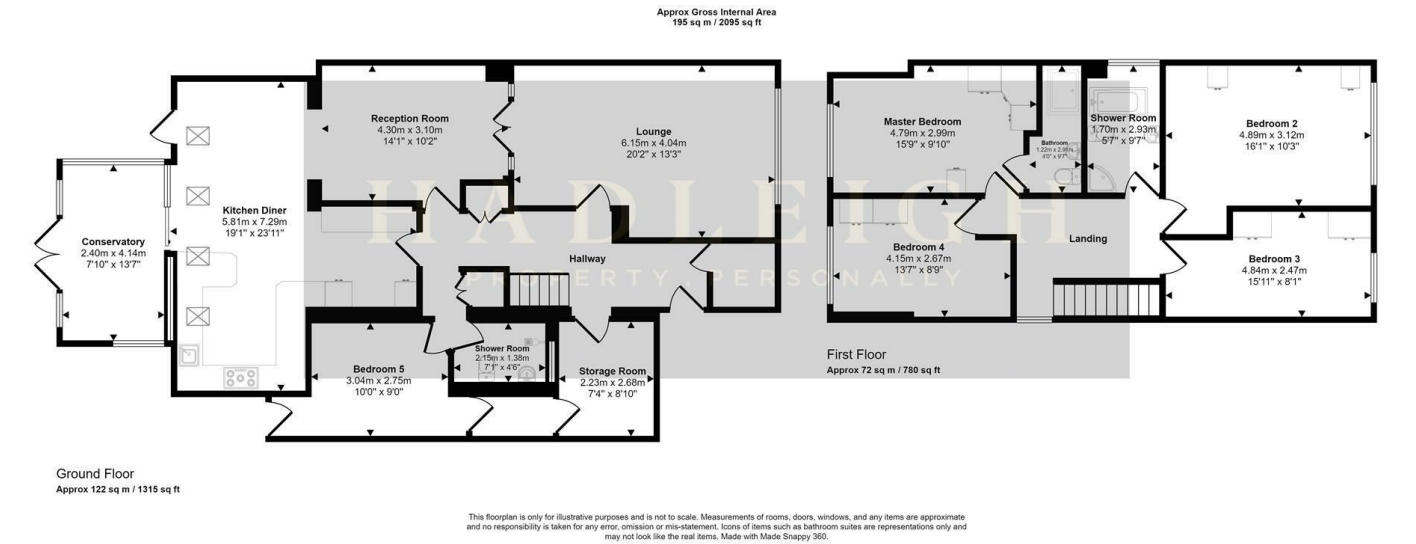 Approx Gross Internal Area
195 sq m / 2095 sq ft
Reception Room
4.30m x 3.10m
14'1" x 10'2"
Lounge
6.15m x 4.04m
20'2" x 13'3"
Kitchen Diner
5.81m x 7.29m
19'1" x 23'11"
Conservatory
2.40m x 4.14m
7'10" x 13'7"
Hallway
Bedroom 5
3.04m x 2.75m
10'0" x 9'0"
Shower Room
2.15m x 1.38m
7'1" x 4'6"
Storage Room
2.23m x 2.68m
7'4" x 8'10"
Ground Floor
Approx 122 sq m / 1315 sq ft
Master Bedroom
4.79m x 2.99m
15'9" x 9'10"
Bathroom
1.22m x 2.93m
4'0" x 9'7"
Shower Room
1.70m x 2.93m
5'7" x 9'7"
Bedroom 2
4.89m x 3.12m
16'1" x 10'3"
Bedroom 4
4.15m x 2.67m
13'7" x 8'9"
Landing
Bedroom 3
4.84m x 2.47m
15'11" x 8'1"
First Floor
Approx 72 sq m / 780 sq ft
HADLEIGH
PROPERTY. PERSONALLY
This floorplan is only for illustrative purposes and is not to scale. Measurements of rooms, doors, windows, and any items are approximate
and no responsibility is taken for any error, omission or mis-statement. Icons of items such as bathroom suites are representations only and
may not look like the real items. Made with Made Snappy 360.